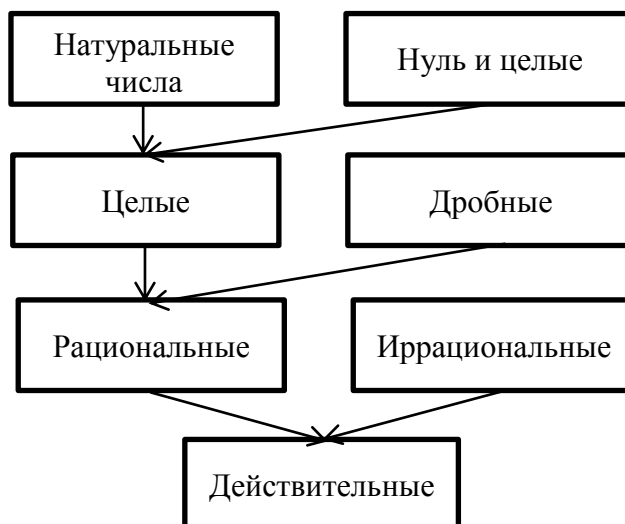 Натуральные
числа
Нуль и целые
Целые
Дробные
Рациональные
Иррациональные
Действительные